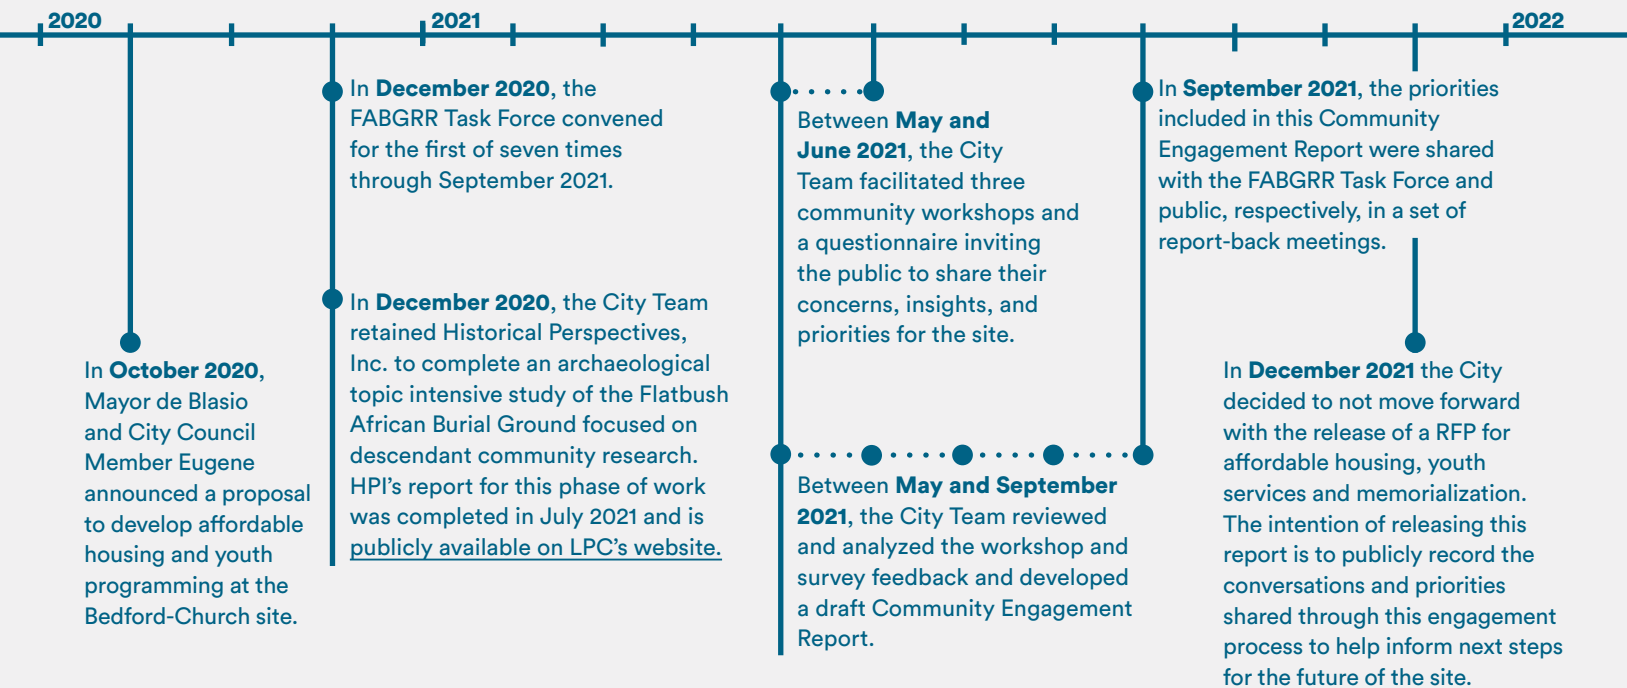 2020
2021
2022
In October 2020,
Mayor de Blasio
and City Council
Member Eugene
announced a proposal
to develop affordable
housing and youth
programming at the
Bedford-Church site.
In December 2020, the
FABGRR Task Force convened
for the first of seven times
through September 2021.
In December 2020, the City Team
retained Historical Perspectives,
Inc. to complete an archaeological
topic intensive study of the Flatbush
African Burial Ground focused on
descendant community research.
HPI's report for this phase of work
was completed in July 2021 and is
publicly available on LPC's website.
Between May and
June 2021, the City
Team facilitated three
community workshops and
a questionnaire inviting
the public to share their
concerns, insights, and
priorities for the site.
Between May and September
2021, the City Team reviewed
and analyzed the workshop and
survey feedback and developed
a draft Community Engagement
Report.
In September 2021, the priorities
included in this Community
Engagement Report were shared
with the FABGRR Task Force and
public, respectively, in a set of
report-back meetings.
In December 2021 the City
decided to not move forward
with the release of a RFP for
affordable housing, youth
services and memorialization.
The intention of releasing this
report is to publicly record the
conversations and priorities
shared through this engagement
process to help inform next steps
for the future of the site.